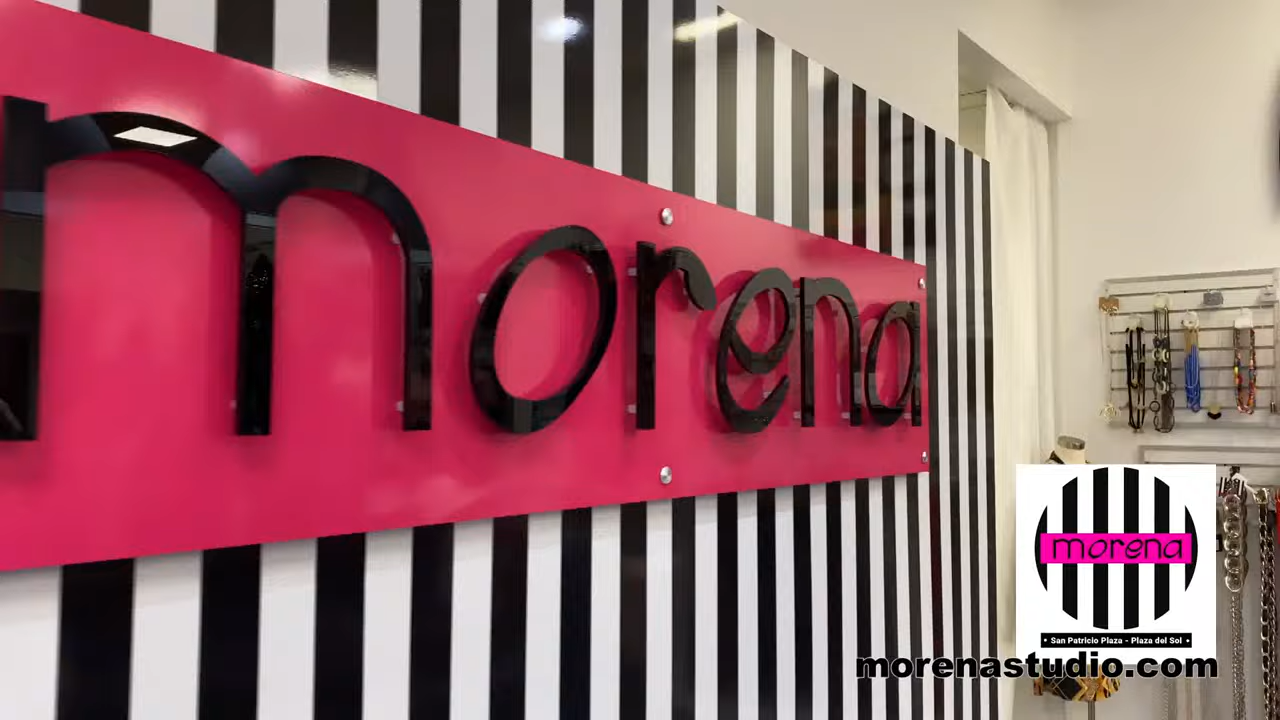 morena
morena
• San Patricio Plaza - Plaza del Sol •
morenastudio.com